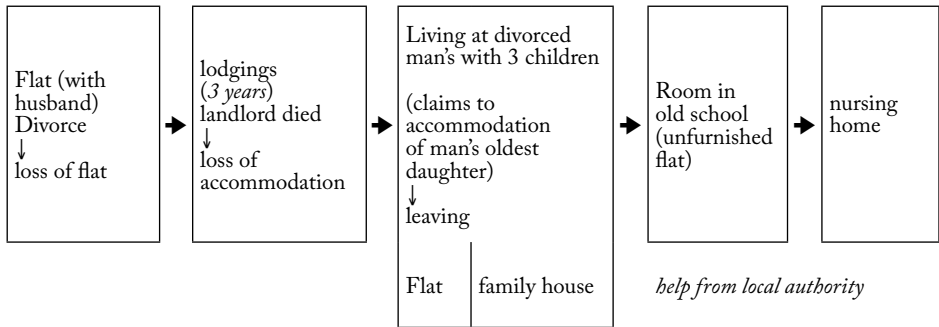 Flat (with
husband)
Divorce
↓
loss of flat
lodgings
(3 years)
landlord died
↓
loss of
accommodation
Living at divorced
man's with 3 children
(claims to
accommodation
of man's oldest
daughter)
↓
leaving
Flat
family house
Room in
old school
(unfurnished
flat)
help from local authority
nursing
home